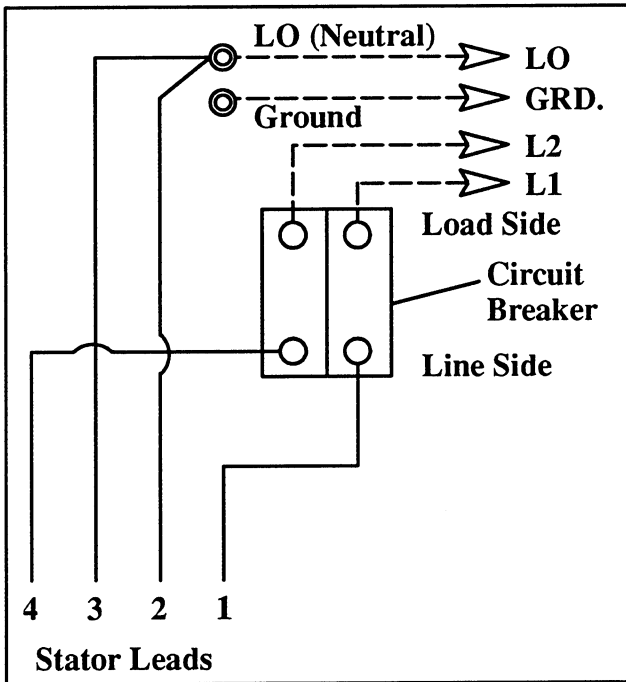 LO (Neutral)
LO
GRD.
Ground
L2
L1
Load Side
Circuit
Breaker
Line Side
4 3 2 1
Stator Leads